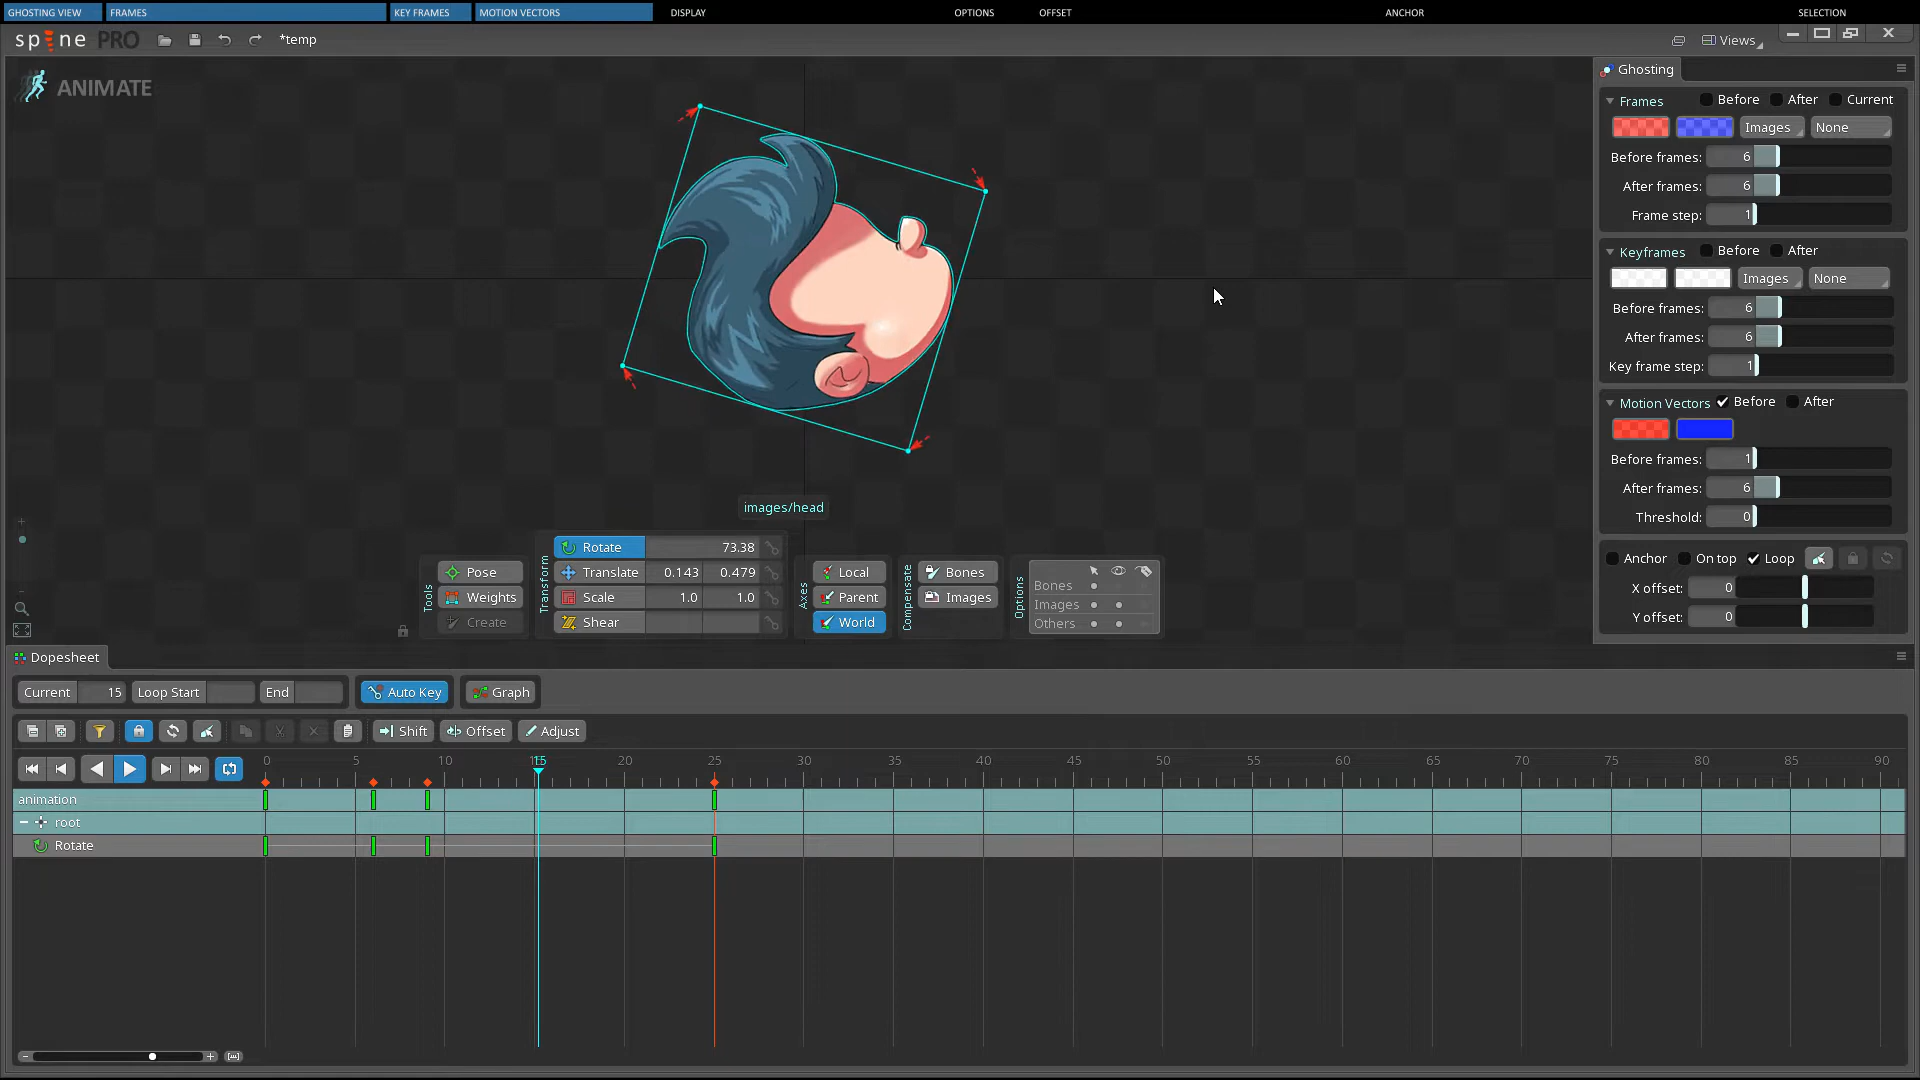 GHOSTING VIEW FRAMES KEY FRAMES MOTION VECTORS DISPLAY OPTIONS OFFSET ANCHOR SELECTION
spine PRO *temp Views
ANIMATE
Ghosting
Frames Before After Current
Images None
Before frames: 6
After frames: 6
Frame step: 1
Keyframes Before After
Images None
Before frames: 6
After frames: 6
Key frame step: 1
Motion Vectors Before After
Before frames: 1
After frames: 6
Threshold: 0
Anchor On top Loop
X offset: 0
Y offset: 0
images/head
Tools
Pose
Weights
Create
Transform
Rotate 73.38
Translate 0.143 0.479
Scale 1.0 1.0
Shear
Axes
Local
Parent
World
Compensate
Bones
Images
Options
Bones
Images
Others
Dopesheet
Current 15 Loop Start End Auto Key Graph
Shift Offset Adjust
0 5 10 15 20 25 30 35 40 45 50 55 60 65 70 75 80 85 90
animation
root
Rotate